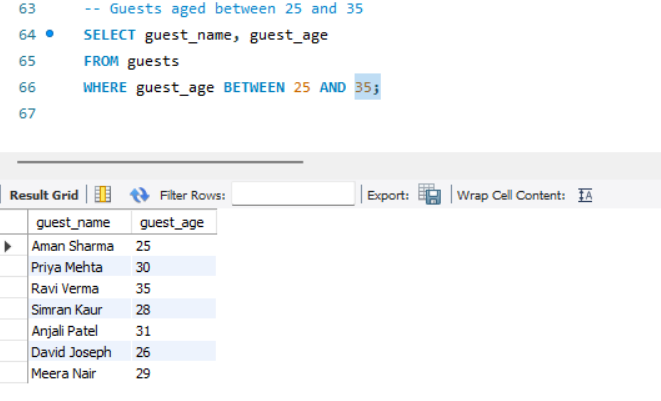 63 -- Guests aged between 25 and 35
64 SELECT guest_name, guest_age
65 FROM guests
66 WHERE guest_age BETWEEN 25 AND 35;
67
Result Grid Filter Rows: Export: Wrap Cell Content: IA
guest_name guest_age
Aman Sharma 25
Priya Mehta 30
Ravi Verma 35
Simran Kaur 28
Anjali Patel 31
David Joseph 26
Meera Nair 29